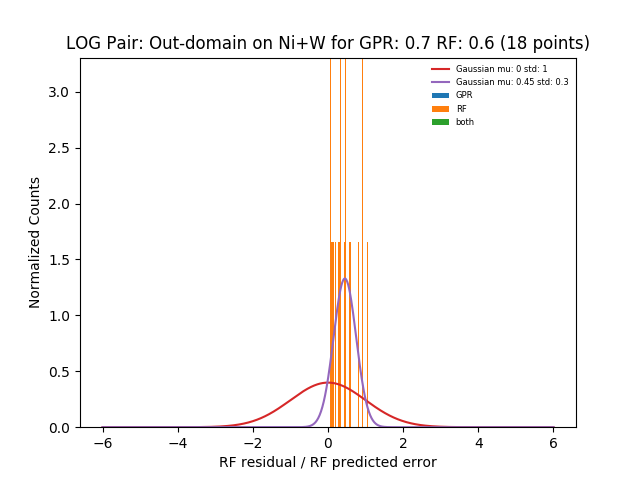 LOG Pair: Out-domain on Ni+W for GPR: 0.7 RF: 0.6 (18 points)
Gaussian mu: 0 std: 1
Gaussian mu: 0.45 std: 0.3
GPR
RF
both
3.0
2.5
2.0
1.5
1.0
0.5
0.0
Normalized Counts
−6 −4 −2 0 2 4 6
RF residual / RF predicted error